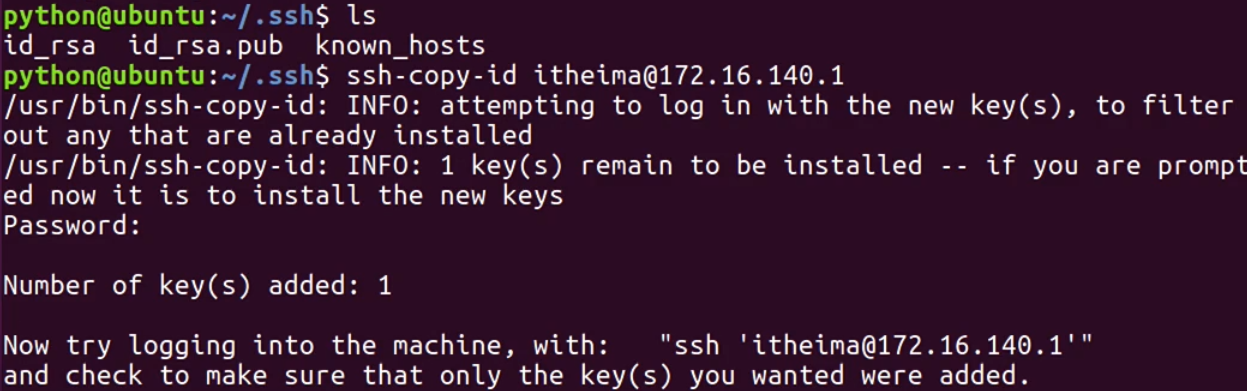 python@ubuntu:~/.ssh$ ls
id_rsa  id_rsa.pub  known_hosts
python@ubuntu:~/.ssh$ ssh-copy-id itheima@172.16.140.1
/usr/bin/ssh-copy-id: INFO: attempting to log in with the new key(s), to filter
out any that are already installed
/usr/bin/ssh-copy-id: INFO: 1 key(s) remain to be installed -- if you are prompt
ed now it is to install the new keys
Password:
Number of key(s) added: 1
Now try logging into the machine, with:   "ssh 'itheima@172.16.140.1'"
and check to make sure that only the key(s) you wanted were added.